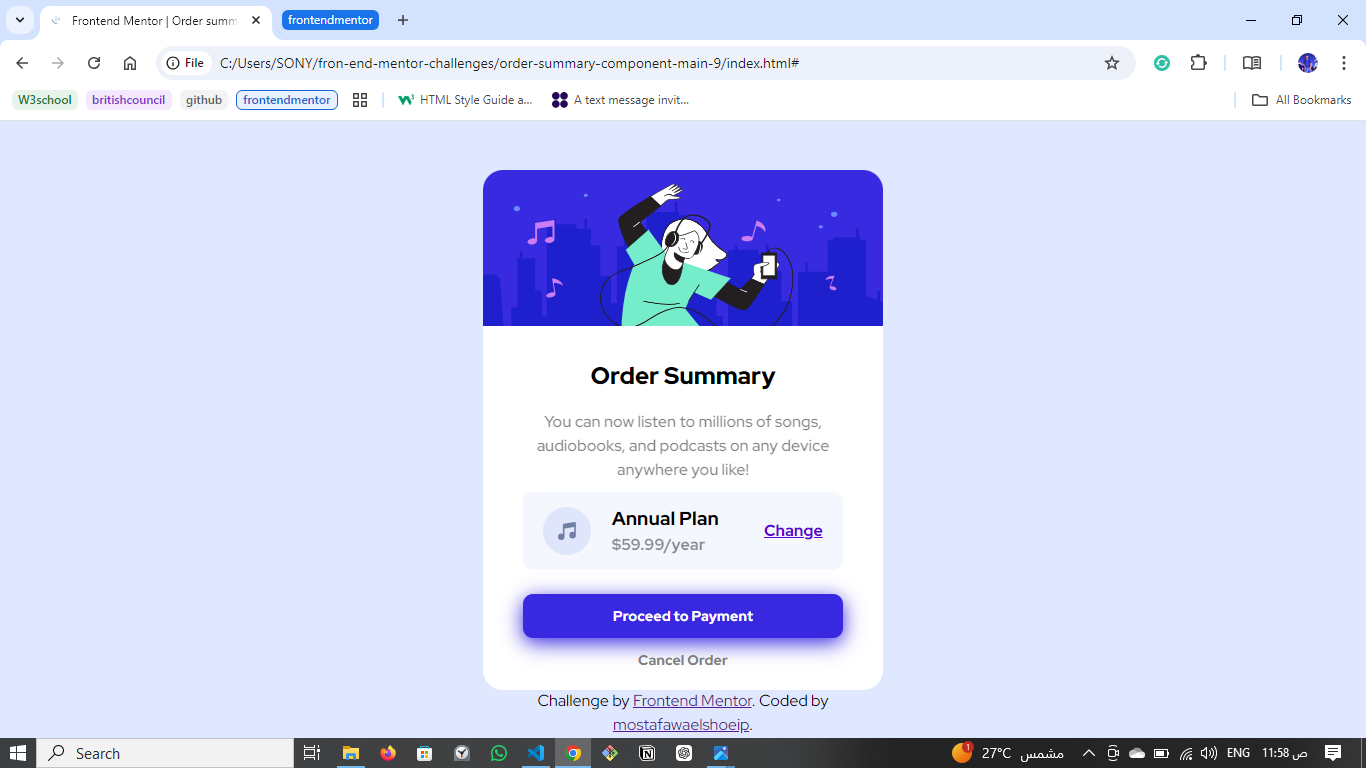 Frontend Mentor | Order summ
frontendmentor
File
C:/Users/SONY/fron-end-mentor-challenges/order-summary-component-main-9/index.html#
W3school
britishcouncil
github
frontendmentor
HTML Style Guide a...
A text message invit...
All Bookmarks
Order Summary
You can now listen to millions of songs,
audiobooks, and podcasts on any device
anywhere you like!
Annual Plan
$59.99/year
Change
Proceed to Payment
Cancel Order
Challenge by Frontend Mentor. Coded by
mostafawaelshoeip.
Search
1
27°C مشمس
ENG
11:58 ص